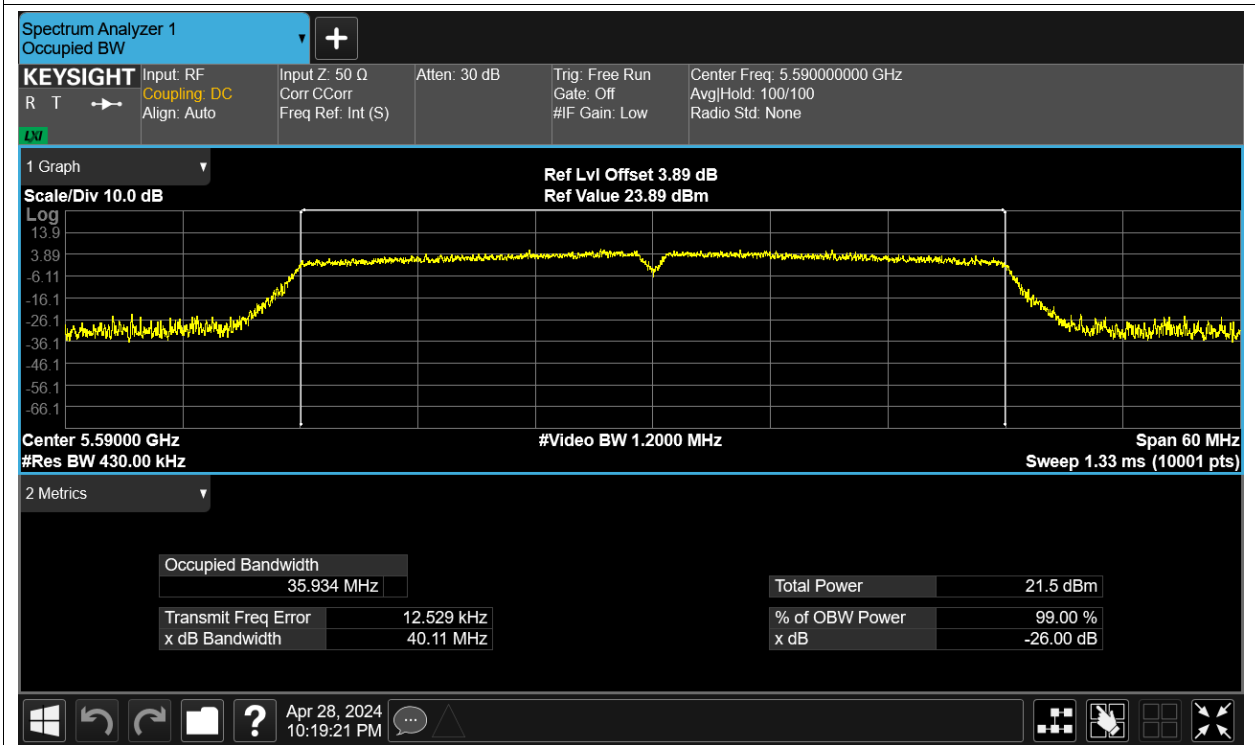 Spectrum Analyzer 1
Occupied BW
KEYSIGHT
R T
LXI
Input: RF
Coupling: DC
Align: Auto
Input Z: 50 Ω
Corr CCorr
Freq Ref: Int (S)
Atten: 30 dB
Trig: Free Run
Gate: Off
#IF Gain: Low
Center Freq: 5.590000000 GHz
Avg|Hold: 100/100
Radio Std: None
1 Graph
Scale/Div 10.0 dB
Ref Lvl Offset 3.89 dB
Ref Value 23.89 dBm
Log
13.9
3.89
-6.11
-16.1
-26.1
-36.1
-46.1
-56.1
-66.1
Center 5.59000 GHz
#Video BW 1.2000 MHz
Span 60 MHz
#Res BW 430.00 kHz
Sweep 1.33 ms (10001 pts)
2 Metrics
Occupied Bandwidth
35.934 MHz
Total Power 21.5 dBm
Transmit Freq Error 12.529 kHz
% of OBW Power 99.00 %
x dB Bandwidth 40.11 MHz
x dB -26.00 dB
?
Apr 28, 2024
10:19:21 PM